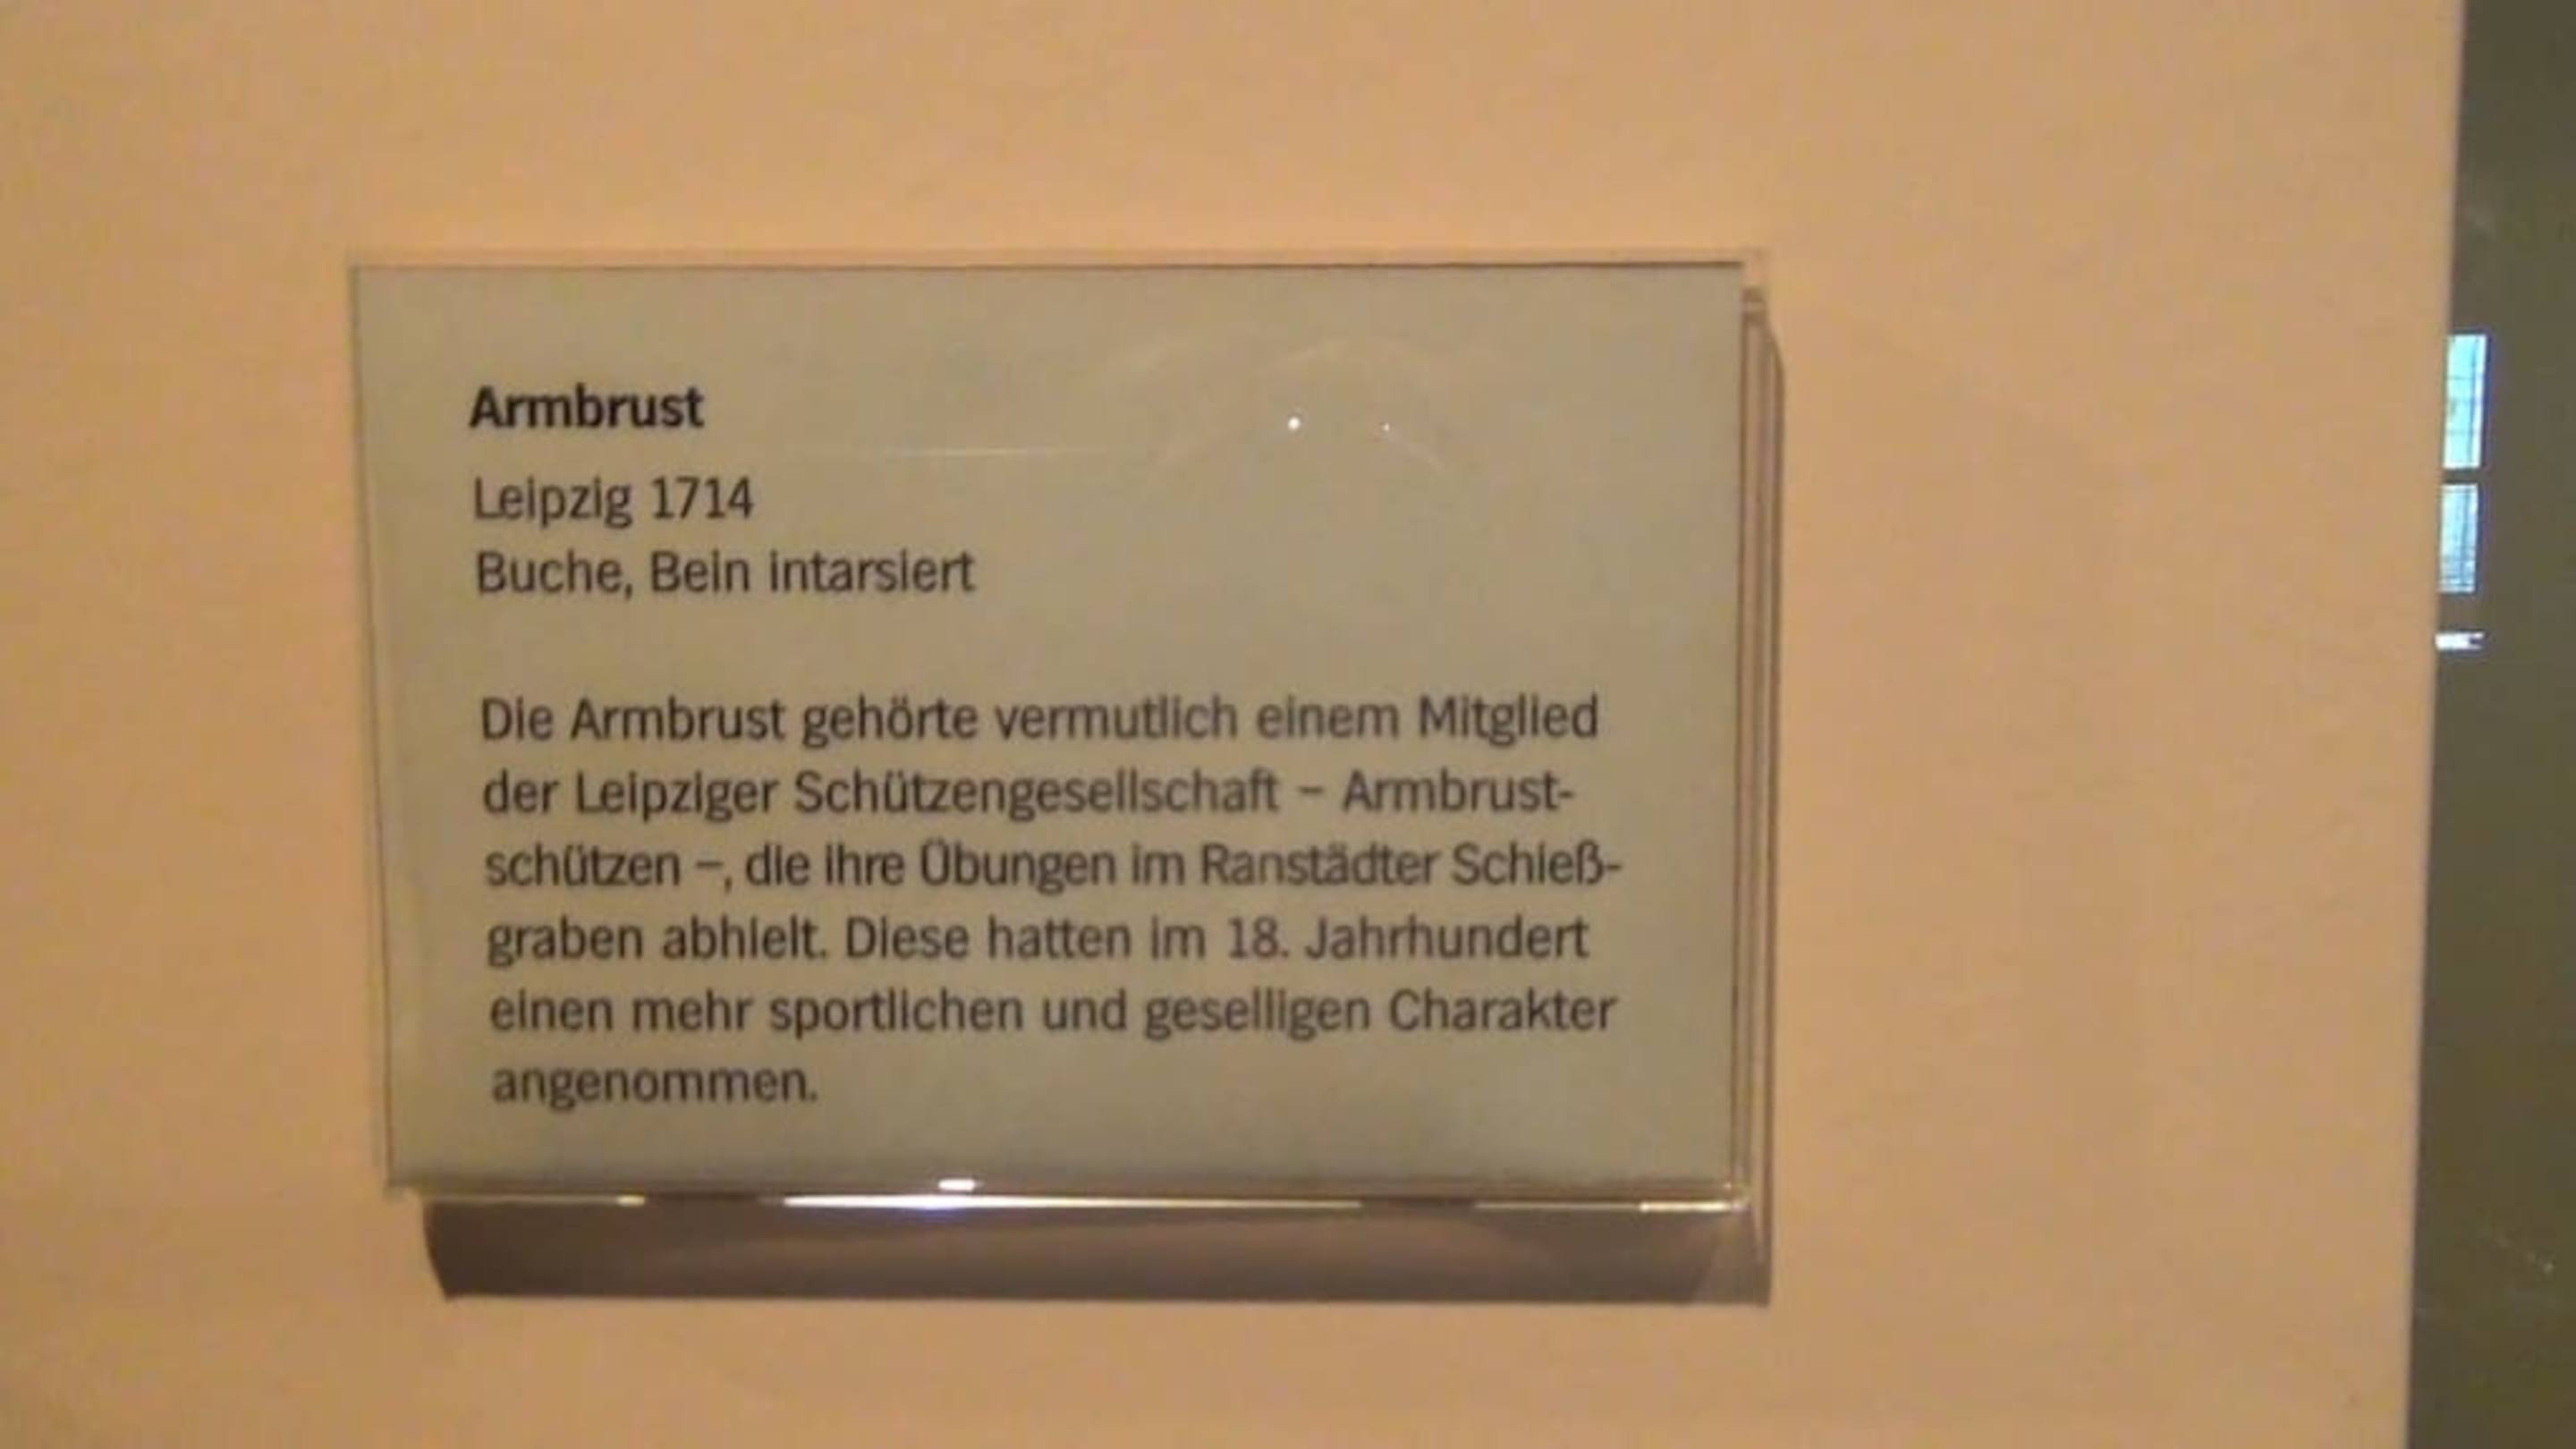 Armbrust
Leipzig 1714
Buche, Bein intarsiert
Die Armbrust gehörte vermutlich einem Mitglied
der Leipziger Schützengesellschaft – Armbrust-
schützen –, die ihre Übungen im Ranstädter Schieß-
graben abhielt. Diese hatten im 18. Jahrhundert
einen mehr sportlichen und geselligen Charakter
angenommen.